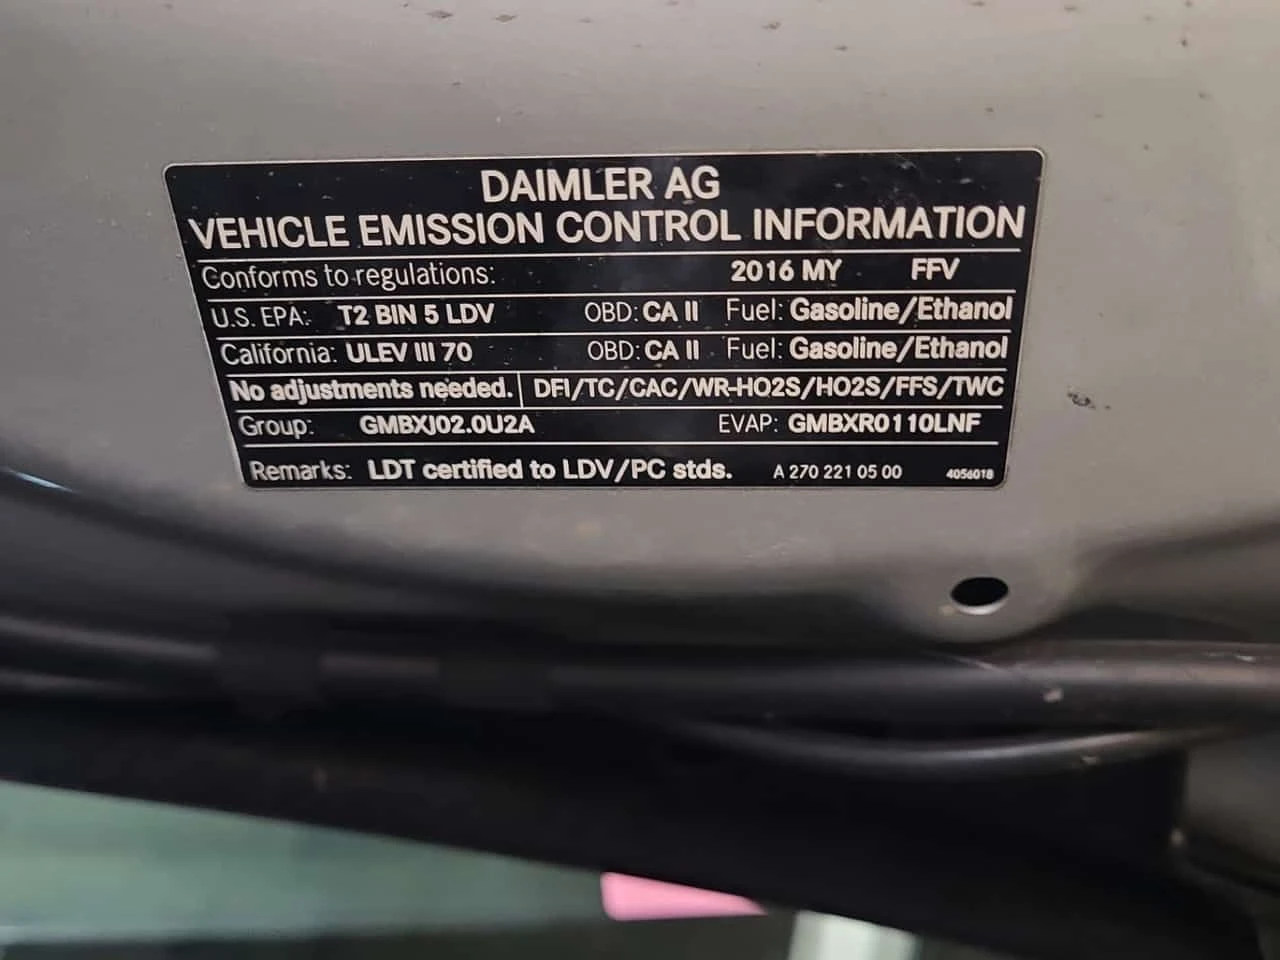 DAIMLER AG
VEHICLE EMISSION CONTROL INFORMATION
Conforms to regulations: 2016 MY FFV
U.S. EPA: T2 BIN 5 LDV OBD: CA II Fuel: Gasoline/Ethanol
California: ULEV III 70 OBD: CA II Fuel: Gasoline/Ethanol
No adjustments needed. DFI/TC/CAC/WR-HO2S/HO2S/FFS/TWC
Group: GMBXJ02.0U2A EVAP: GMBXR0110LNF
Remarks: LDT certified to LDV/PC stds. A 270 221 05 00 4056018